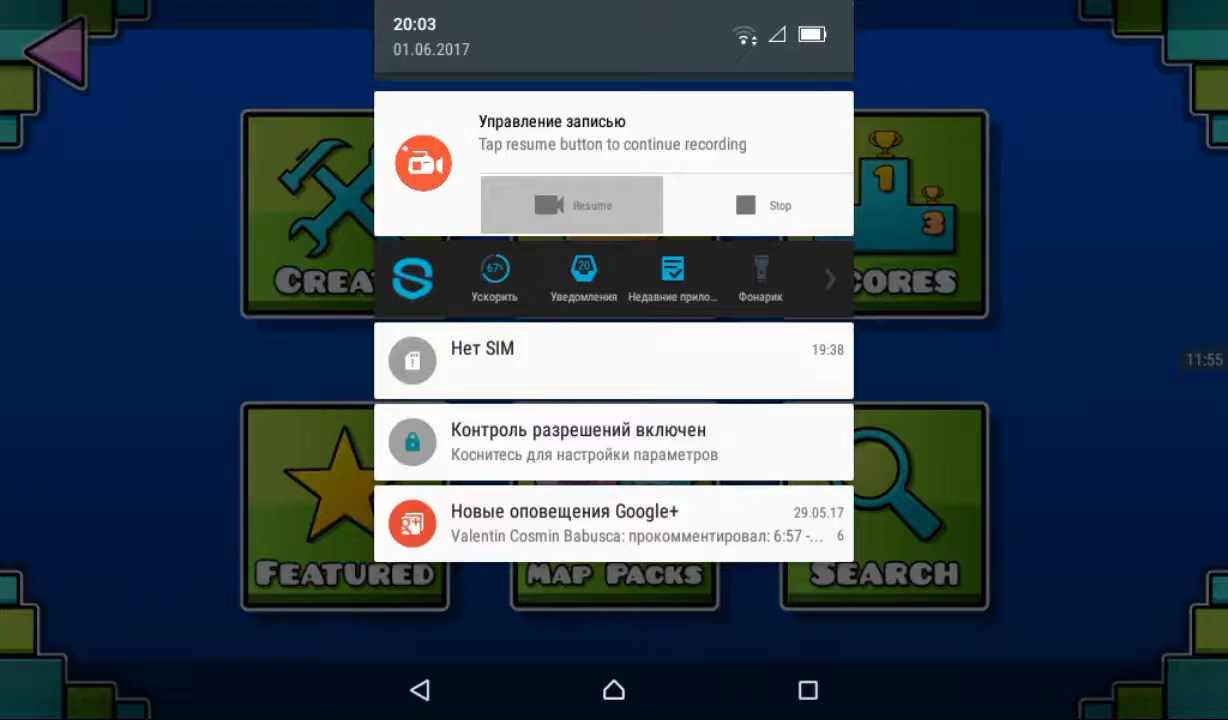 20:03
01.06.2017
Управление записью
Tap resume button to continue recording
Resume
Stop
67%
20
Ускорить
Уведомления
Недавние прило...
Фонарик
Нет SIM
19:38
Контроль разрешений включен
Коснитесь для настройки параметров
Новые оповещения Google+
29.05.17
Valentin Cosmin Babusca: прокомментировал: 6:57 -...
6
1
3
CREA
CORES
11:55
FEATURED
MAP PACKS
SEARCH